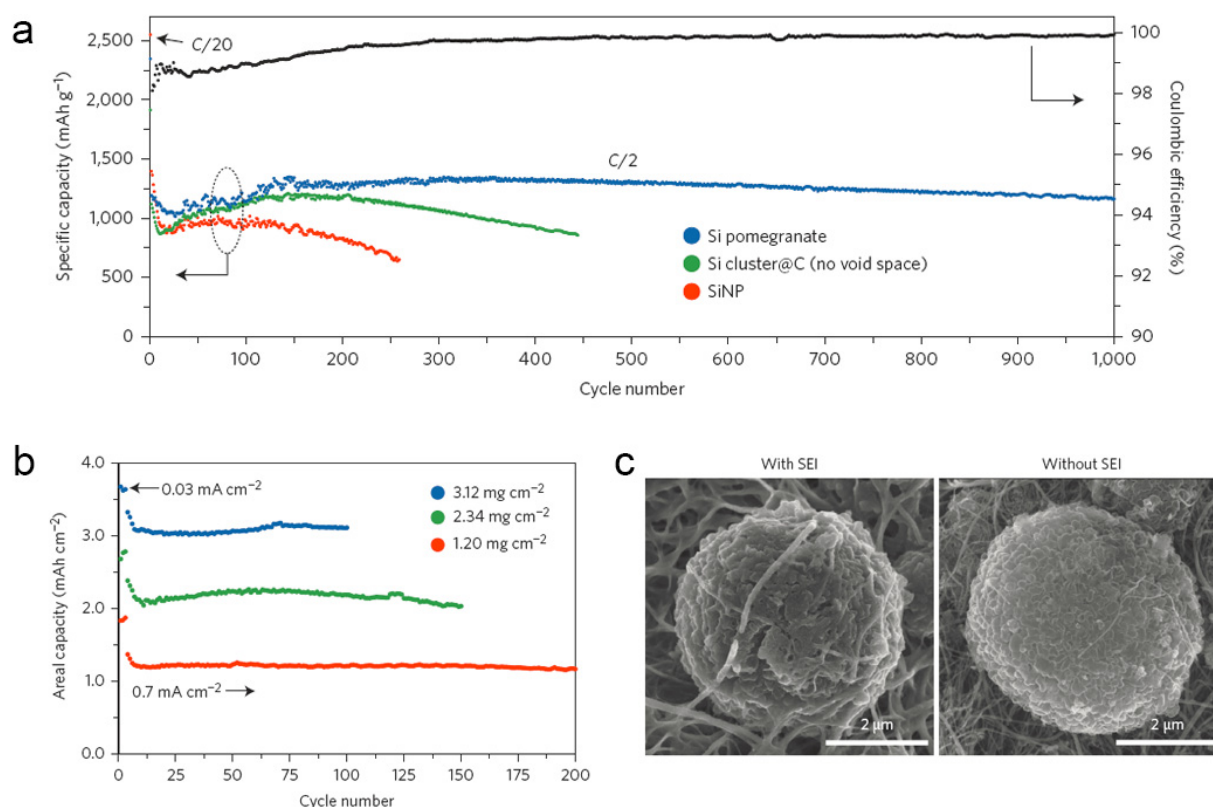 a
C/20
2,500
2,000
1,500
1,000
500
0
Specific capacity (mAh g⁻¹)
C/2
Si pomegranate
Si cluster@C (no void space)
SiNP
100
98
96
94
92
90
Coulombic efficiency (%)
0 100 200 300 400 500 600 700 800 900 1,000
Cycle number
b
4.0
3.0
2.0
1.0
0.0
Areal capacity (mAh cm⁻²)
0.03 mA cm⁻²
3.12 mg cm⁻²
2.34 mg cm⁻²
1.20 mg cm⁻²
0.7 mA cm⁻²
0 25 50 75 100 125 150 175 200
Cycle number
c
With SEI
Without SEI
2 μm
2 μm